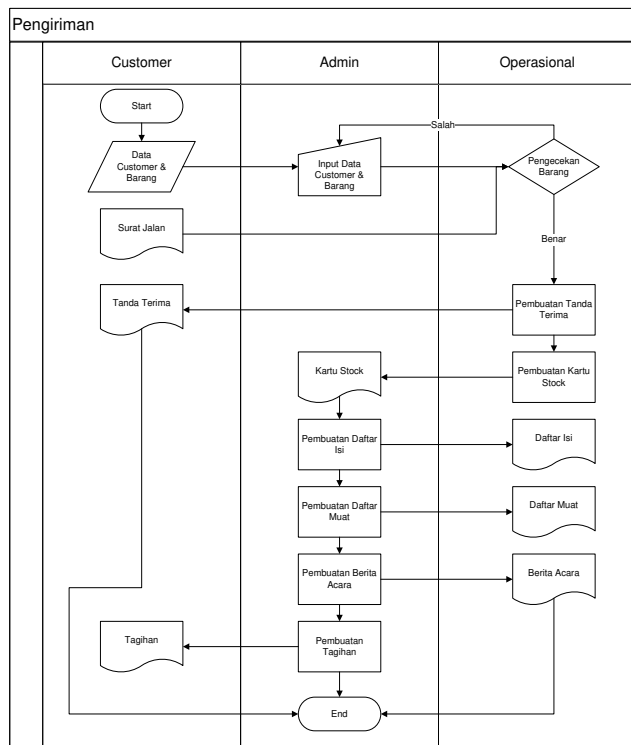 Pengiriman
Customer
Admin
Operasional
Start
Salah
Data
Customer &
Barang
Input Data
Customer &
Barang
Pengecekan
Barang
Surat Jalan
Benar
Tanda Terima
Pembuatan Tanda
Terima
Kartu Stock
Pembuatan Kartu
Stock
Pembuatan Daftar
Isi
Daftar Isi
Pembuatan Daftar
Muat
Daftar Muat
Pembuatan Berita
Acara
Berita Acara
Tagihan
Pembuatan
Tagihan
End